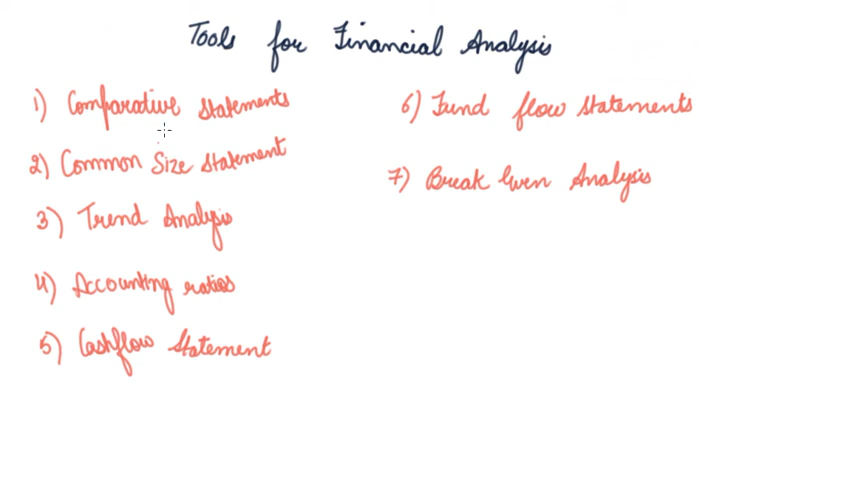 Tools for Financial Analysis
1) Comparative Statements
2) Common Size Statement
3) Trend Analysis
4) Accounting ratios
5) Cashflow Statement
6) Fund flow Statements
7) Break Even Analysis